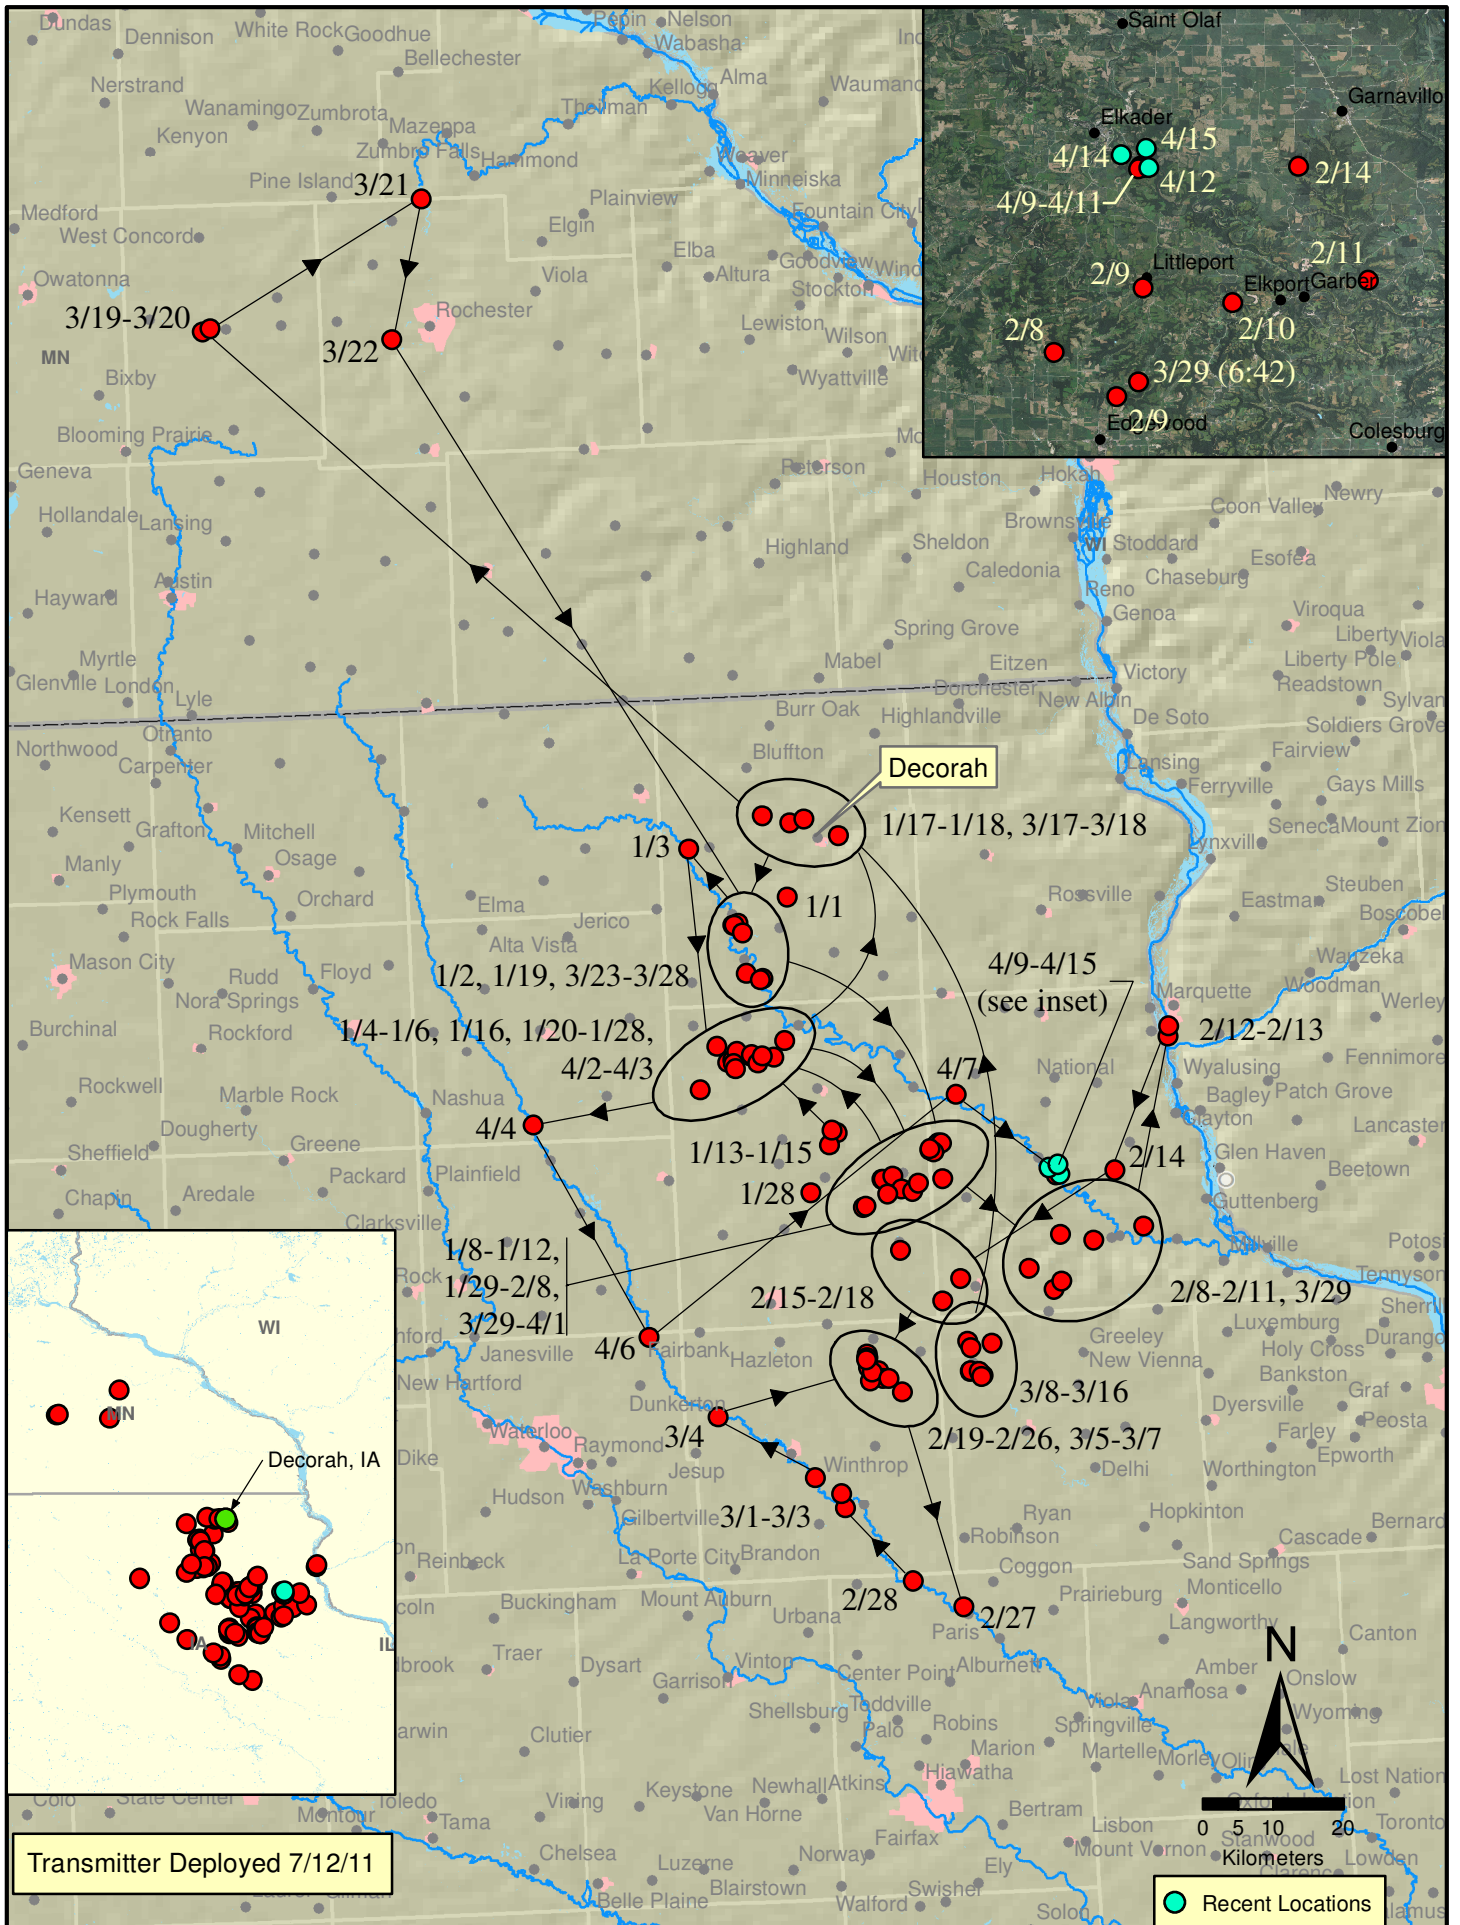 Dundas
Dennison
White Rock
Goodhue
Pepin
Nelson
Wabasha
Bellechester
Nerstrand
Kellogg
Alma
Wanamingo
Zumbrota
Theilman
Kenyon
Mazeppa
Zumbro Falls
Hammond
Weaver
Pine Island
3/21
Minneiska
Medford
Plainview
Fountain City
West Concord
Elgin
Elba
Goodview
Owatonna
Viola
Altura
Stockton
3/19-3/20
Rochester
Lewiston
Wilson
MN
3/22
Bixby
Wyattville
Blooming Prairie
Geneva
Peterson
Houston
Hokah
Newry
Hollandale
Lansing
Coon Valley
Brownsville
Highland
Sheldon
WI
Stoddard
Esofea
Austin
Caledonia
Chaseburg
Hayward
Reno
Genoa
Viroqua
Spring Grove
Liberty
Viola
Myrtle
Mabel
Eitzen
Victory
Liberty Pole
Glenville
London
Lyle
Dorchester
New Albin
Readstown
Burr Oak
Highlandville
De Soto
Soldiers Grove
Otranto
Northwood
Bluffton
Fairview
Carpenter
Decorah
Lansing
Ferryville
Gays Mills
Kensett
Grafton
Mitchell
1/17-1/18, 3/17-3/18
Seneca
Mount Zion
Osage
1/3
Lynxville
Manly
Plymouth
Orchard
Elma
1/1
Rossville
Steuben
Rock Falls
Jerico
Eastman
Boscobel
Alta Vista
4/9-4/15
Wauzeka
Mason City
Rudd
Floyd
1/2, 1/19, 3/23-3/28
(see inset)
Woodman
Nora Springs
Marquette
Werley
Burchinal
Rockford
1/4-1/6, 1/16, 1/20-1/28,
4/2-4/3
2/12-2/13
Fennimore
4/7
National
Wyalusing
Rockwell
Marble Rock
Nashua
Bagley
Patch Grove
4/4
Clayton
Dougherty
Greene
1/13-1/15
2/14
Lancaster
Sheffield
Glen Haven
Beetown
Chapin
Aredale
Packard
Plainfield
1/28
Guttenberg
Clarksville
1/8-1/12,
1/29-2/8,
3/29-4/1
Millville
Potosi
Tennyson
2/15-2/18
2/8-2/11, 3/29
Rock
Sherrill
Luxemburg
4/6
Fairbank
Janesville
Hazleton
Greeley
Durango
New Vienna
Holy Cross
New Hartford
Bankston
3/8-3/16
Graf
Dunkerton
Dyersville
Peosta
3/4
2/19-2/26, 3/5-3/7
Farley
Waterloo
Raymond
Winthrop
Epworth
Dike
Jesup
Delhi
Worthington
Washburn
Hudson
Gilbertville
3/1-3/3
Ryan
Hopkinton
Bernard
Robinson
Cascade
Reinbeck
La Porte City
Brandon
Coggon
Sand Springs
Monticello
Buckingham
Mount Auburn
2/28
Prairieburg
Urbana
2/27
Langworthy
Paris
Canton
Traer
Dysart
Vinton
Center Point
Alburnett
Amber
Onslow
Garrison
Viola
Anamosa
Shellsburg
Toddville
Springville
Wyoming
Clutier
Palo
Robins
Marion
Martelle
Morley
Hiawatha
Lost Nation
Keystone
Newhall
Atkins
Vining
Van Horne
Bertram
Toledo
Montour
Tama
Lisbon
Toronto
Fairfax
Mount Vernon
Stanwood
Chelsea
Luzerne
Norway
Ely
Lowden
Blairstown
Swisher
Belle Plaine
Walford
Solon
State Center
Saint Olaf
Garnavillo
Elkader
4/14
4/15
4/12
2/14
4/9-4/11
Littleport
2/11
2/9
Elkport
Garber
2/10
2/8
3/29 (6:42)
2/9
Edgewood
Colesburg
WI
MN
Decorah, IA
IA
IL
N
0 5 10 20
Kilometers
Transmitter Deployed 7/12/11
Recent Locations